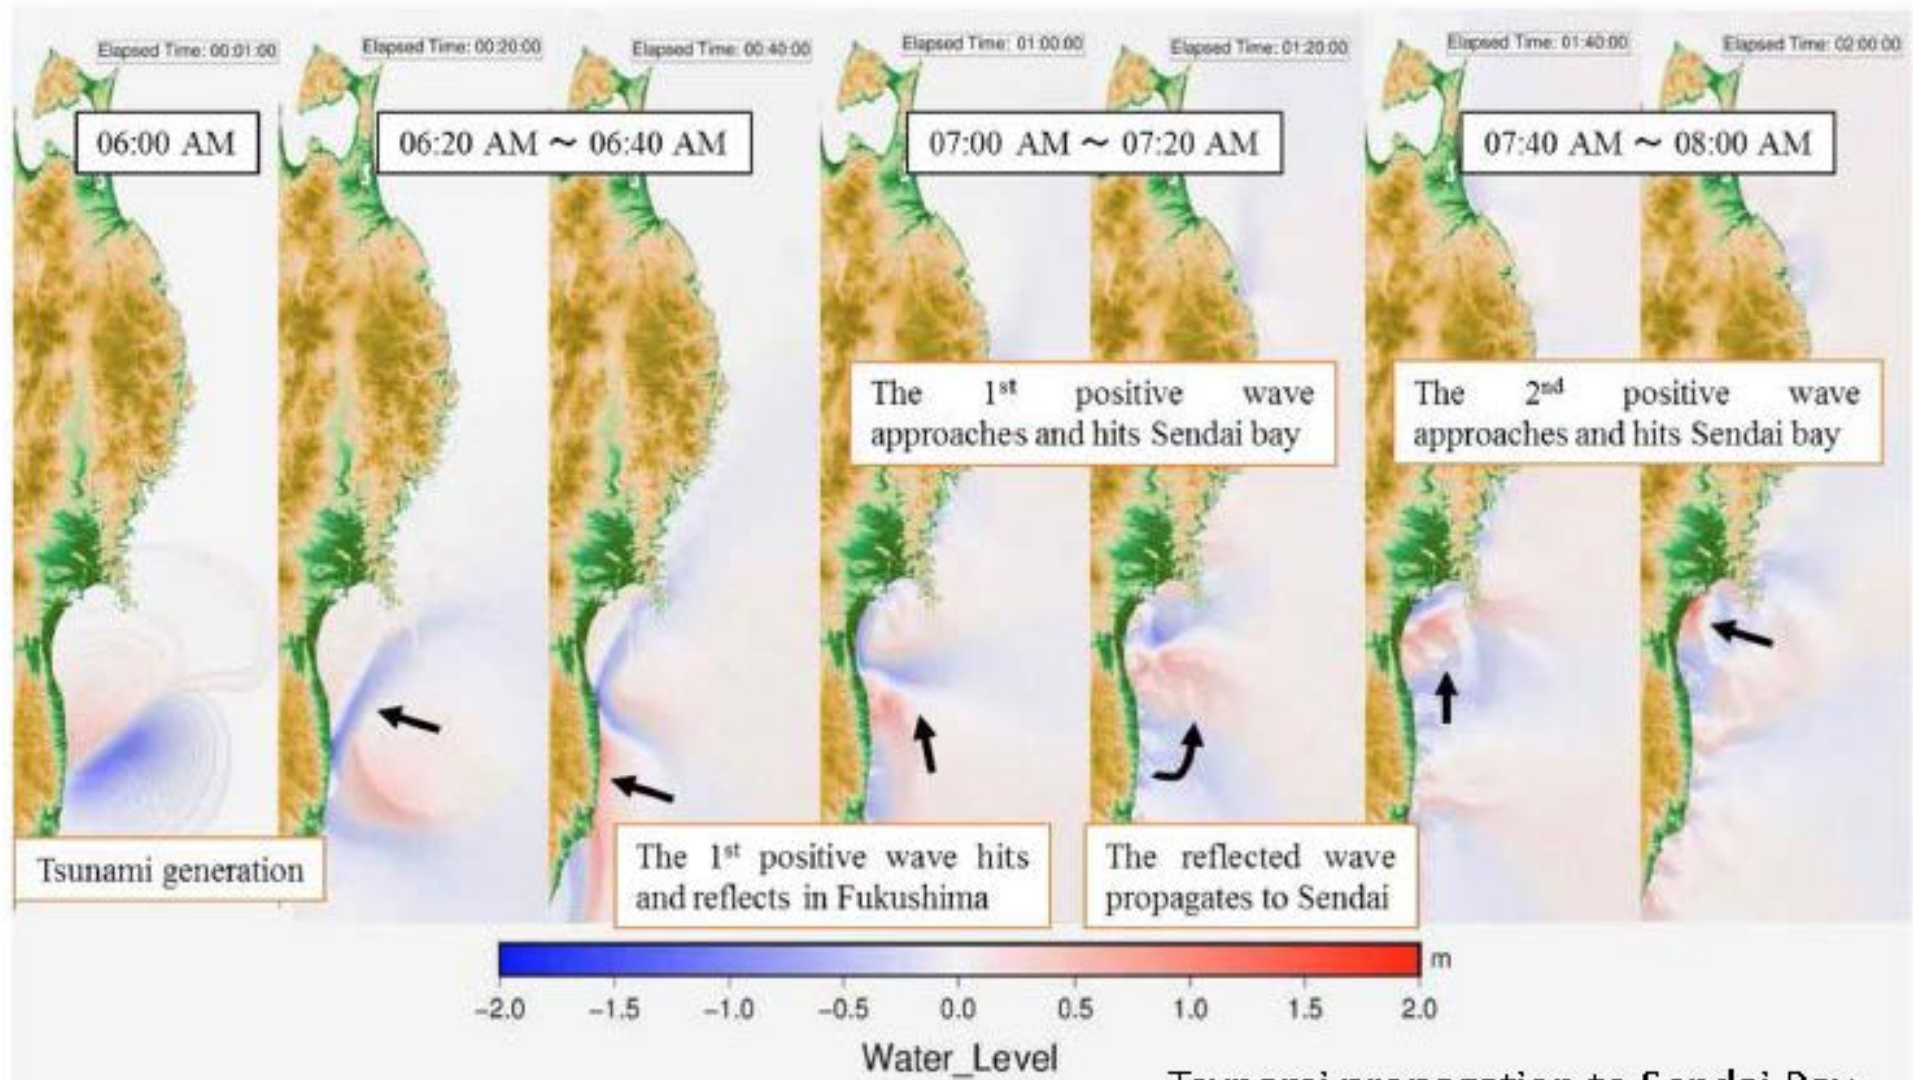 Elapsed Time: 00:01:00
Elapsed Time: 00:20:00
Elapsed Time: 00:40:00
Elapsed Time: 01:00:00
Elapsed Time: 01:20:00
Elapsed Time: 01:40:00
Elapsed Time: 02:00:00
06:00 AM
06:20 AM ~ 06:40 AM
07:00 AM ~ 07:20 AM
07:40 AM ~ 08:00 AM
The 1st positive wave
approaches and hits Sendai bay
The 2nd positive wave
approaches and hits Sendai bay
Tsunami generation
The 1st positive wave hits
and reflects in Fukushima
The reflected wave
propagates to Sendai
m
-2.0 -1.5 -1.0 -0.5 0.0 0.5 1.0 1.5 2.0
Water_Level
Tsunami propagation to Sendai Bay